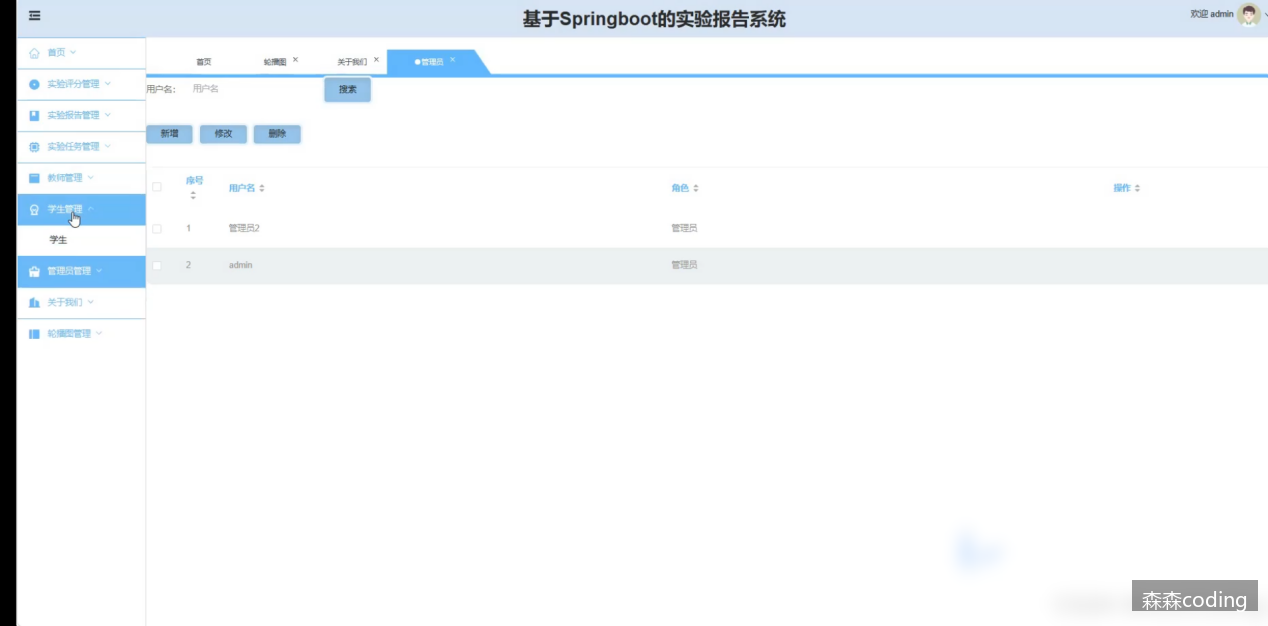 基于Springboot的实验报告系统
欢迎 admin
首页
实验评分管理
实验报告管理
实验任务管理
教师管理
学生管理
学生
管理员管理
关于我们
轮播图管理
首页 轮播图 × 关于我们 × 管理员 ×
用户名： 用户名 搜索
新增 修改 删除
序号 用户名 角色 操作
1 管理员2 管理员
2 admin 管理员
森森coding